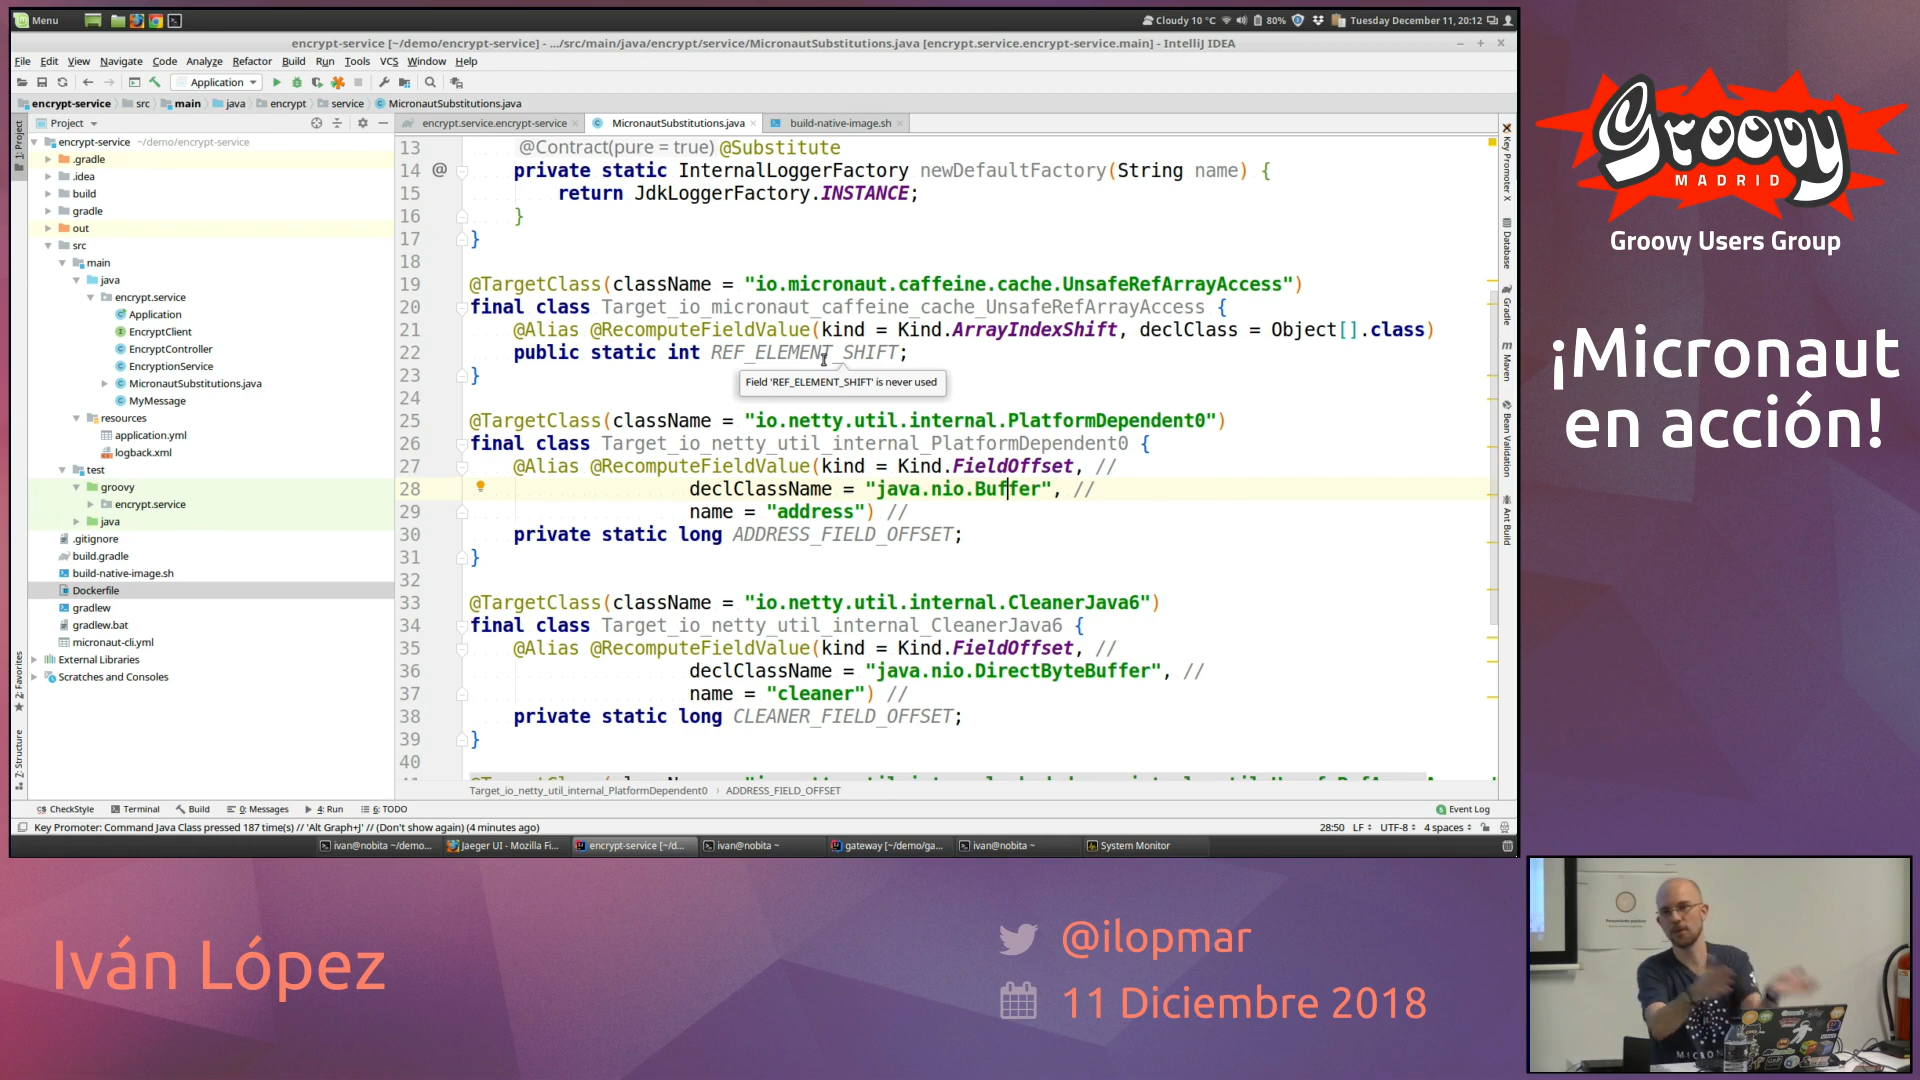 Menu
Cloudy 10 °C
80%
Tuesday December 11, 20:12
encrypt-service [~/demo/encrypt-service] - .../src/main/java/encrypt/service/MicronautSubstitutions.java [encrypt.service.encrypt-service.main] - IntelliJ IDEA
File Edit View Navigate Code Analyze Refactor Build Run Tools VCS Window Help
Application
encrypt-service src main java encrypt service MicronautSubstitutions.java
Project
encrypt.service.encrypt-service
MicronautSubstitutions.java
build-native-image.sh
1: Project
2: Favorites
7: Structure
encrypt-service ~/demo/encrypt-service
.gradle
.idea
build
gradle
out
src
main
java
encrypt.service
Application
EncryptClient
EncryptController
EncryptionService
MicronautSubstitutions.java
MyMessage
resources
application.yml
logback.xml
test
groovy
encrypt.service
java
.gitignore
build.gradle
build-native-image.sh
Dockerfile
gradlew
gradlew.bat
micronaut-cli.yml
External Libraries
Scratches and Consoles
13 @Contract(pure = true) @Substitute
14 @ private static InternalLoggerFactory newDefaultFactory(String name) {
15 return JdkLoggerFactory.INSTANCE;
16 }
17 }
18
19 @TargetClass(className = "io.micronaut.caffeine.cache.UnsafeRefArrayAccess")
20 final class Target_io_micronaut_caffeine_cache_UnsafeRefArrayAccess {
21 @Alias @RecomputeFieldValue(kind = Kind.ArrayIndexShift, declClass = Object[].class)
22 public static int REF_ELEMENT_SHIFT;
23 }
Field 'REF_ELEMENT_SHIFT' is never used
24
25 @TargetClass(className = "io.netty.util.internal.PlatformDependent0")
26 final class Target_io_netty_util_internal_PlatformDependent0 {
27 @Alias @RecomputeFieldValue(kind = Kind.FieldOffset, //
28 declClassName = "java.nio.Buffer", //
29 name = "address") //
30 private static long ADDRESS_FIELD_OFFSET;
31 }
32
33 @TargetClass(className = "io.netty.util.internal.CleanerJava6")
34 final class Target_io_netty_util_internal_CleanerJava6 {
35 @Alias @RecomputeFieldValue(kind = Kind.FieldOffset, //
36 declClassName = "java.nio.DirectByteBuffer", //
37 name = "cleaner") //
38 private static long CLEANER_FIELD_OFFSET;
39 }
40
Target_io_netty_util_internal_PlatformDependent0 › ADDRESS_FIELD_OFFSET
Key Promoter X
Database
Gradle
Maven
Bean Validation
Ant Build
CheckStyle Terminal Build 0: Messages 4: Run 6: TODO Event Log
Key Promoter: Command Java Class pressed 187 time(s) // 'Alt Graph+J' // (Don't show again) (4 minutes ago)
28:50 LF UTF-8 4 spaces
ivan@nobita ~/demo...
Jaeger UI - Mozilla Fi...
encrypt-service [~/d...
ivan@nobita ~
gateway [~/demo/ga...
ivan@nobita ~
System Monitor
Groovy
MADRID
Groovy Users Group
¡Micronaut
en acción!
Iván López
@ilopmar
11 Diciembre 2018